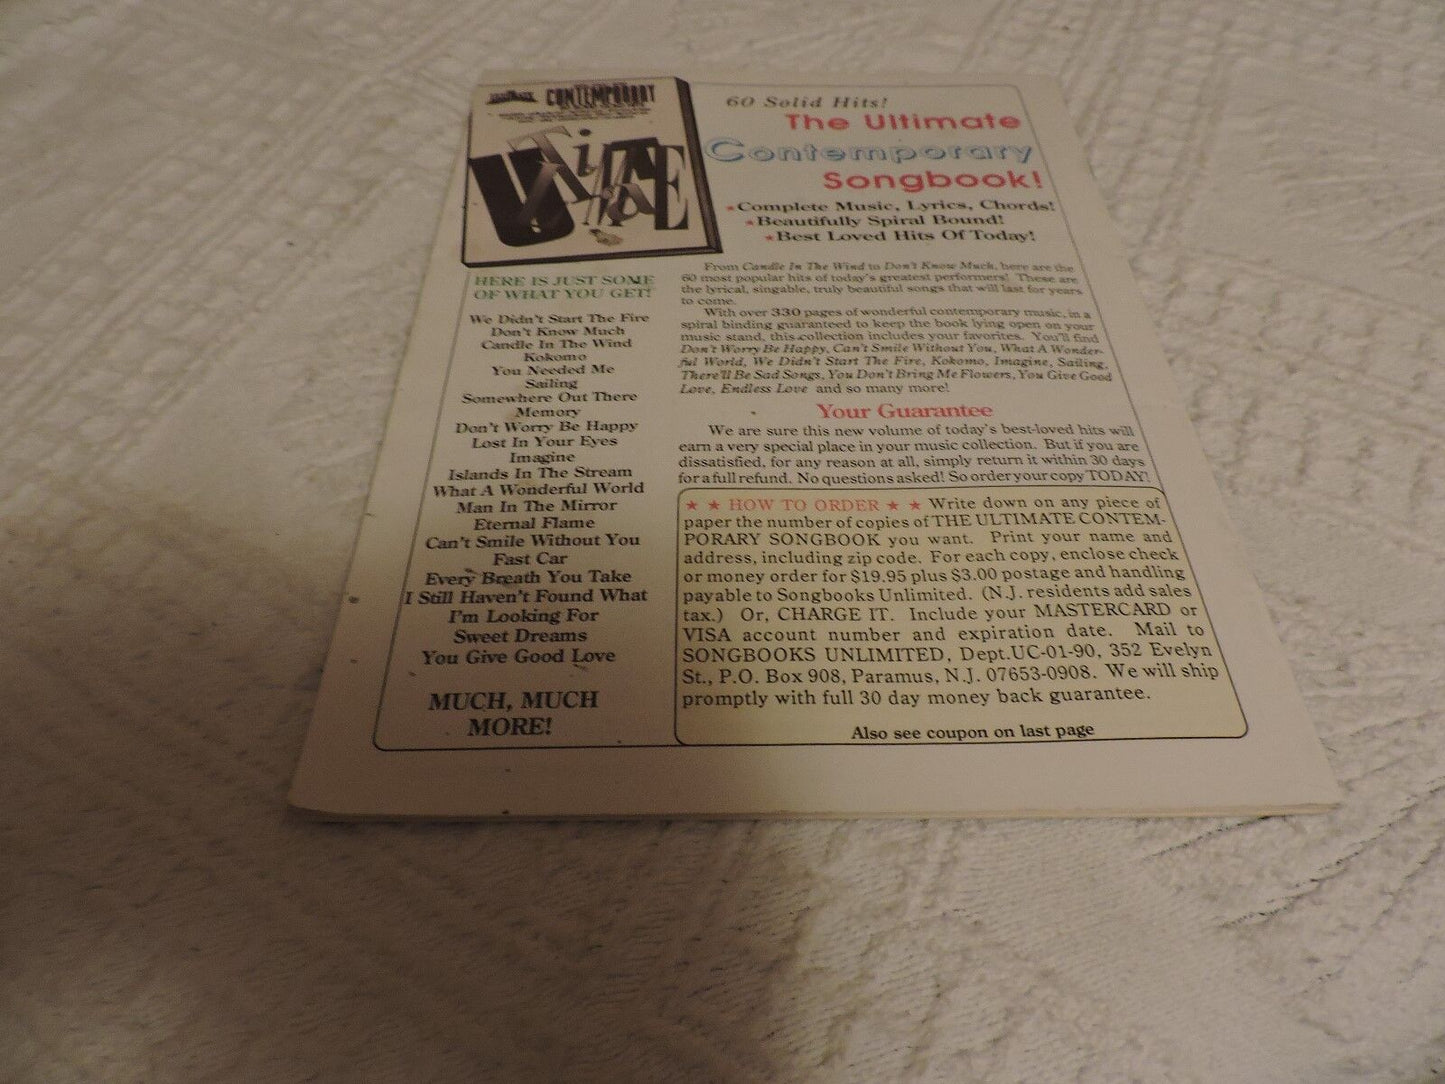 CONTEMPORARY
ULTIMATE
60 Solid Hits!
The Ultimate
Contemporary
Songbook!
★Complete Music, Lyrics, Chords!
★Beautifully Spiral Bound!
★Best Loved Hits Of Today!
HERE IS JUST SOME
OF WHAT YOU GET!
We Didn't Start The Fire
Don't Know Much
Candle In The Wind
Kokomo
You Needed Me
Sailing
Somewhere Out There
Memory
Don't Worry Be Happy
Lost In Your Eyes
Imagine
Islands In The Stream
What A Wonderful World
Man In The Mirror
Eternal Flame
Can't Smile Without You
Fast Car
Every Breath You Take
I Still Haven't Found What
I'm Looking For
Sweet Dreams
You Give Good Love
MUCH, MUCH
MORE!
From Candle In The Wind to Don't Know Much, here are the
60 most popular hits of today's greatest performers! These are
the lyrical, singable, truly beautiful songs that will last for years
to come.
With over 330 pages of wonderful contemporary music, in a
spiral binding guaranteed to keep the book lying open on your
music stand, this collection includes your favorites. You'll find
Don't Worry Be Happy, Can't Smile Without You, What A Wonder-
ful World, We Didn't Start The Fire, Kokomo, Imagine, Sailing,
There'll Be Sad Songs, You Don't Bring Me Flowers, You Give Good
Love, Endless Love and so many more!
Your Guarantee
We are sure this new volume of today's best-loved hits will
earn a very special place in your music collection. But if you are
dissatisfied, for any reason at all, simply return it within 30 days
for a full refund. No questions asked! So order your copy TODAY!
★ ★ HOW TO ORDER ★ ★ Write down on any piece of
paper the number of copies of THE ULTIMATE CONTEM-
PORARY SONGBOOK you want. Print your name and
address, including zip code. For each copy, enclose check
or money order for $19.95 plus $3.00 postage and handling
payable to Songbooks Unlimited. (N.J. residents add sales
tax.) Or, CHARGE IT. Include your MASTERCARD or
VISA account number and expiration date. Mail to
SONGBOOKS UNLIMITED, Dept.UC-01-90, 352 Evelyn
St., P.O. Box 908, Paramus, N.J. 07653-0908. We will ship
promptly with full 30 day money back guarantee.
Also see coupon on last page